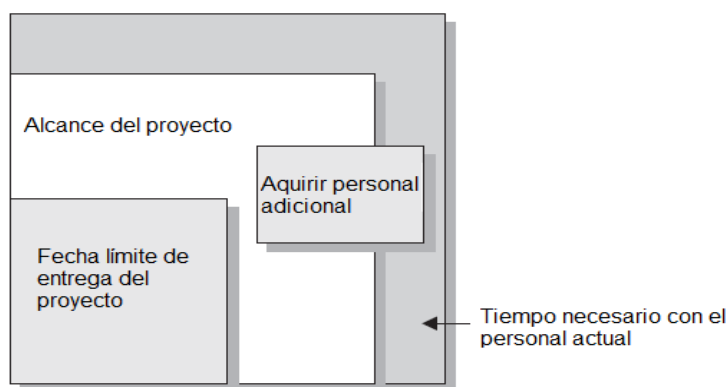 Alcance del proyecto
Aquirir personal
adicional
Fecha límite de
entrega del
proyecto
Tiempo necesario con el
personal actual